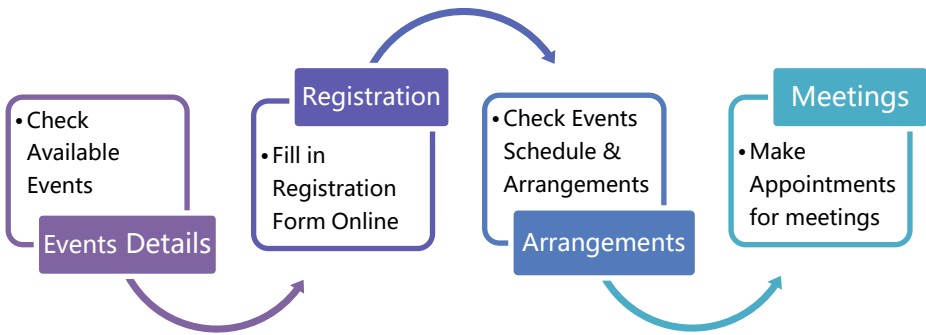 • Check
Available
Events
Events Details
Registration
• Fill in
Registration
Form Online
• Check Events
Schedule &
Arrangements
Arrangements
Meetings
• Make
Appointments
for meetings